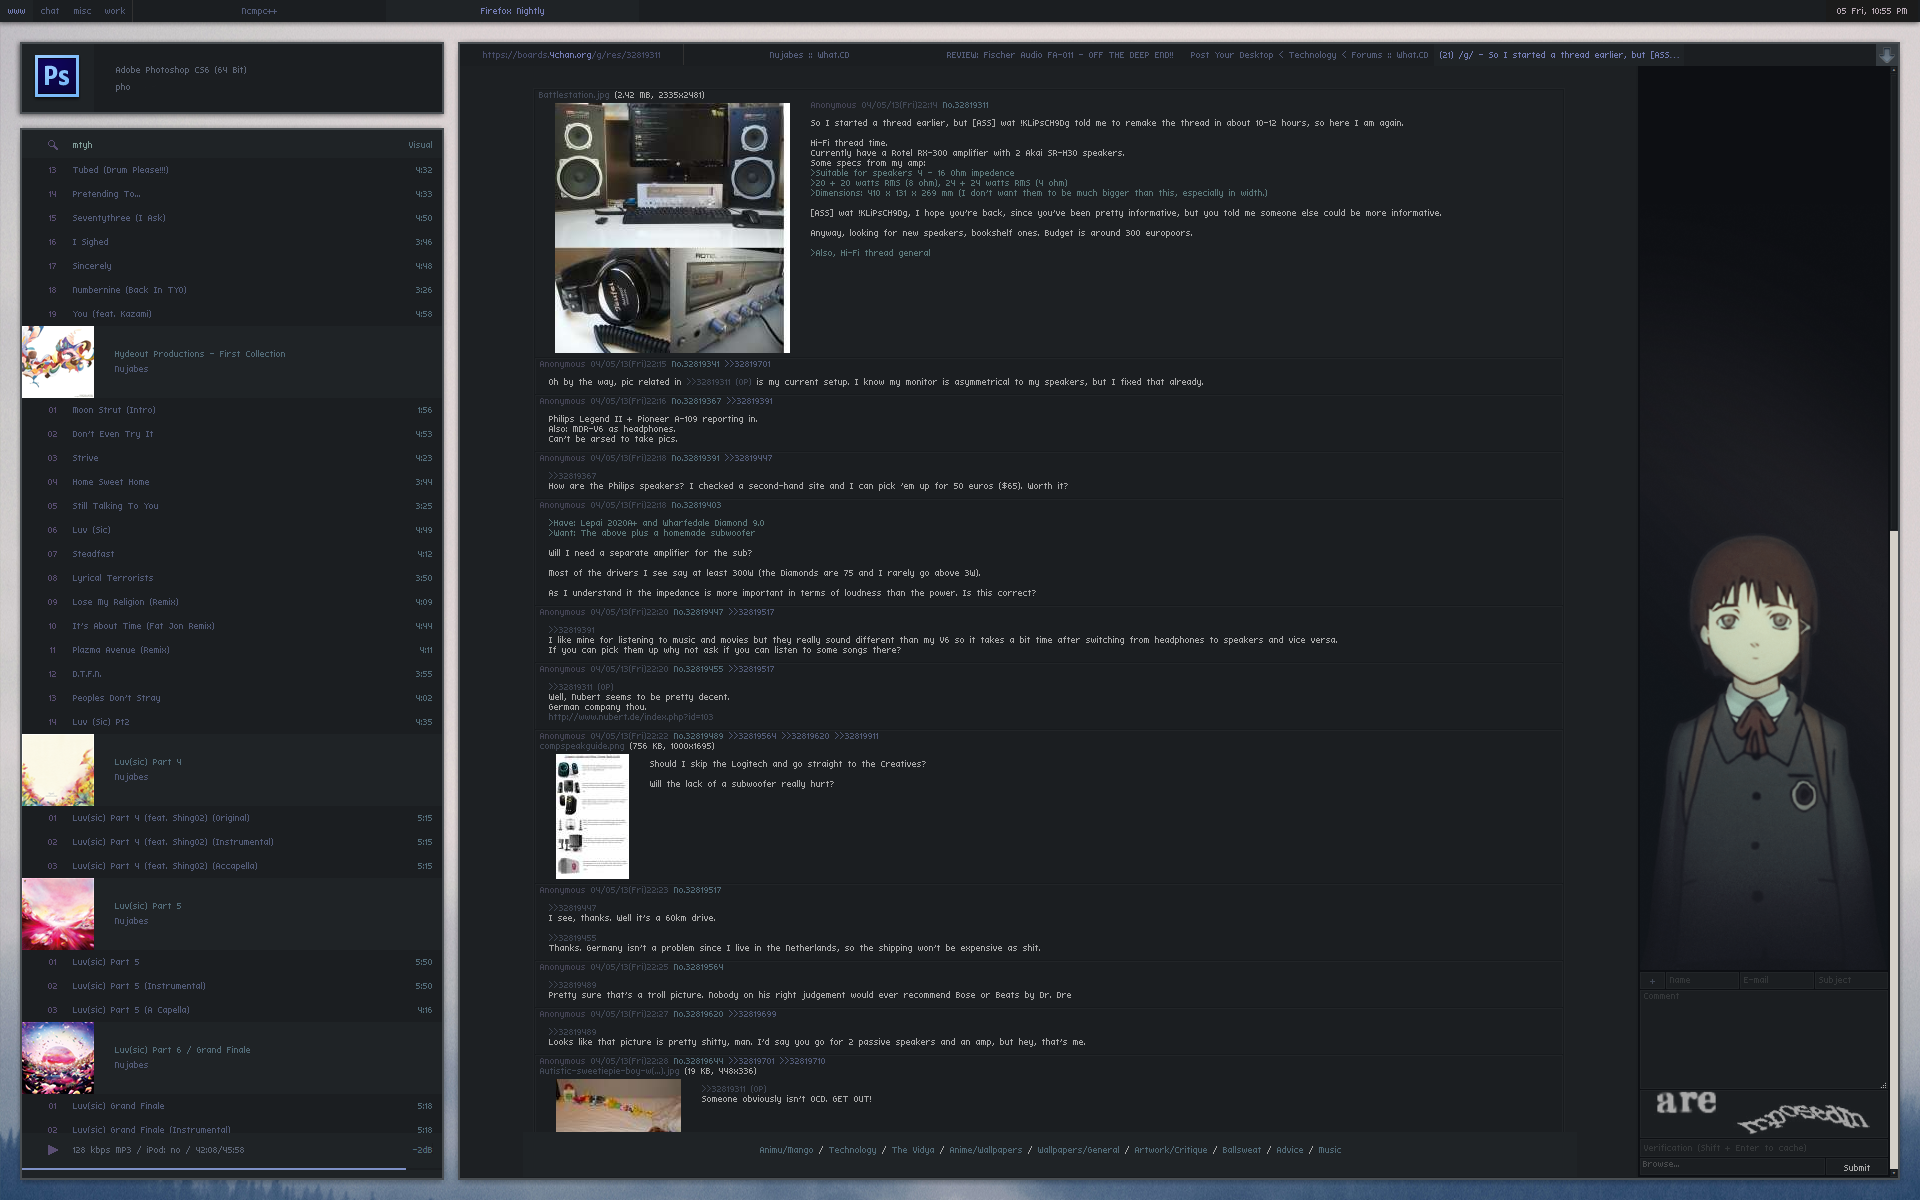 www chat misc work Ncmpc++ Firefox Nightly 05 Fri, 10:55 PM
Ps
Adobe Photoshop CS6 (64 Bit)
pho
mtyh Visual
13 Tubed (Drum Please!!!) 4:32
14 Pretending To... 4:33
15 Seventythree (I Ask) 4:50
16 I Sighed 3:46
17 Sincerely 4:48
18 Numbernine (Back In TYO) 3:26
19 You (feat. Kazami) 4:58
Hydeout Productions - First Collection
Nujabes
01 Moon Strut (Intro) 1:56
02 Don't Even Try It 4:53
03 Strive 4:23
04 Home Sweet Home 3:44
05 Still Talking To You 3:25
06 Luv (Sic) 4:49
07 Steadfast 4:12
08 Lyrical Terrorists 3:50
09 Lose My Religion (Remix) 4:09
10 It's About Time (Fat Jon Remix) 4:44
11 Plazma Avenue (Remix) 4:11
12 D.T.F.N. 3:55
13 Peoples Don't Stray 4:02
14 Luv (Sic) Pt2 4:35
Luv(sic) Part 4
Nujabes
01 Luv(sic) Part 4 (feat. Shing02) (Original) 5:15
02 Luv(sic) Part 4 (feat. Shing02) (Instrumental) 5:15
03 Luv(sic) Part 4 (feat. Shing02) (Accapella) 5:15
Luv(sic) Part 5
Nujabes
01 Luv(sic) Part 5 5:50
02 Luv(sic) Part 5 (Instrumental) 5:50
03 Luv(sic) Part 5 (A Capella) 4:16
Luv(sic) Part 6 / Grand Finale
Nujabes
01 Luv(sic) Grand Finale 5:18
02 Luv(sic) Grand Finale (Instrumental) 5:18
128 kbps MP3 / iPod: no / 42:08/45:58 -2dB
https://boards.4chan.org/g/res/32819311 Nujabes :: What.CD REVIEW: Fischer Audio FA-011 - OFF THE DEEP END!! Post Your Desktop < Technology < Forums :: What.CD (21) /g/ - So I started a thread earlier, but [ASS...
Battlestation.jpg (2.42 MB, 2335x2481)
Anonymous 04/05/13(Fri)22:14 No.32819311
So I started a thread earlier, but [ASS] wat !KLiPsCH9Dg told me to remake the thread in about 10-12 hours, so here I am again.
Hi-Fi thread time.
Currently have a Rotel RX-300 amplifier with 2 Akai SR-H30 speakers.
Some specs from my amp:
>Suitable for speakers 4 - 16 Ohm impedence
>20 + 20 watts RMS (8 ohm), 24 + 24 watts RMS (4 ohm)
>Dimensions: 410 x 131 x 269 mm (I don't want them to be much bigger than this, especially in width.)
[ASS] wat !KLiPsCH9Dg, I hope you're back, since you've been pretty informative, but you told me someone else could be more informative.
Anyway, looking for new speakers, bookshelf ones. Budget is around 300 europoors.
>Also, Hi-Fi thread general
ROTEL
Anonymous 04/05/13(Fri)22:15 No.32819341 >>32819701
Oh by the way, pic related in >>32819311 (OP) is my current setup. I know my monitor is asymmetrical to my speakers, but I fixed that already.
Anonymous 04/05/13(Fri)22:16 No.32819367 >>32819391
Philips Legend II + Pioneer A-109 reporting in.
Also: MDR-V6 as headphones.
Can't be arsed to take pics.
Anonymous 04/05/13(Fri)22:18 No.32819391 >>32819447
>>32819367
How are the Philips speakers? I checked a second-hand site and I can pick 'em up for 50 euros ($65). Worth it?
Anonymous 04/05/13(Fri)22:18 No.32819403
>Have: Lepai 2020A+ and Wharfedale Diamond 9.0
>Want: The above plus a homemade subwoofer
Will I need a separate amplifier for the sub?
Most of the drivers I see say at least 300W (the Diamonds are 75 and I rarely go above 3W).
As I understand it the impedance is more important in terms of loudness than the power. Is this correct?
Anonymous 04/05/13(Fri)22:20 No.32819447 >>32819517
>>32819391
I like mine for listening to music and movies but they really sound different than my V6 so it takes a bit time after switching from headphones to speakers and vice versa.
If you can pick them up why not ask if you can listen to some songs there?
Anonymous 04/05/13(Fri)22:20 No.32819455 >>32819517
>>32819311 (OP)
Well, Nubert seems to be pretty decent.
German company thou.
http://www.nubert.de/index.php?id=103
Anonymous 04/05/13(Fri)22:22 No.32819489 >>32819564 >>32819620 >>32819911
compspeakguide.png (756 KB, 1000x1695)
Should I skip the Logitech and go straight to the Creatives?
Will the lack of a subwoofer really hurt?
Anonymous 04/05/13(Fri)22:23 No.32819517
>>32819447
I see, thanks. Well it's a 60km drive.
>>32819455
Thanks. Germany isn't a problem since I live in the Netherlands, so the shipping won't be expensive as shit.
Anonymous 04/05/13(Fri)22:25 No.32819564
>>32819489
Pretty sure that's a troll picture. Nobody on his right judgement would ever recommend Bose or Beats by Dr. Dre
Anonymous 04/05/13(Fri)22:27 No.32819620 >>32819699
>>32819489
Looks like that picture is pretty shitty, man. I'd say you go for 2 passive speakers and an amp, but hey, that's me.
Anonymous 04/05/13(Fri)22:28 No.32819644 >>32819701 >>32819710
Autistic-sweetiepie-boy-w(...).jpg (19 KB, 448x336)
>>32819311 (OP)
Someone obviously isn't OCD. GET OUT!
Animu/Mango / Technology / The Vidya / Anime/Wallpapers / Wallpapers/General / Artwork/Critique / Ballsweat / Advice / Music
+ Name E-mail Subject
Comment
are
Verification (Shift + Enter to cache)
Browse... Submit